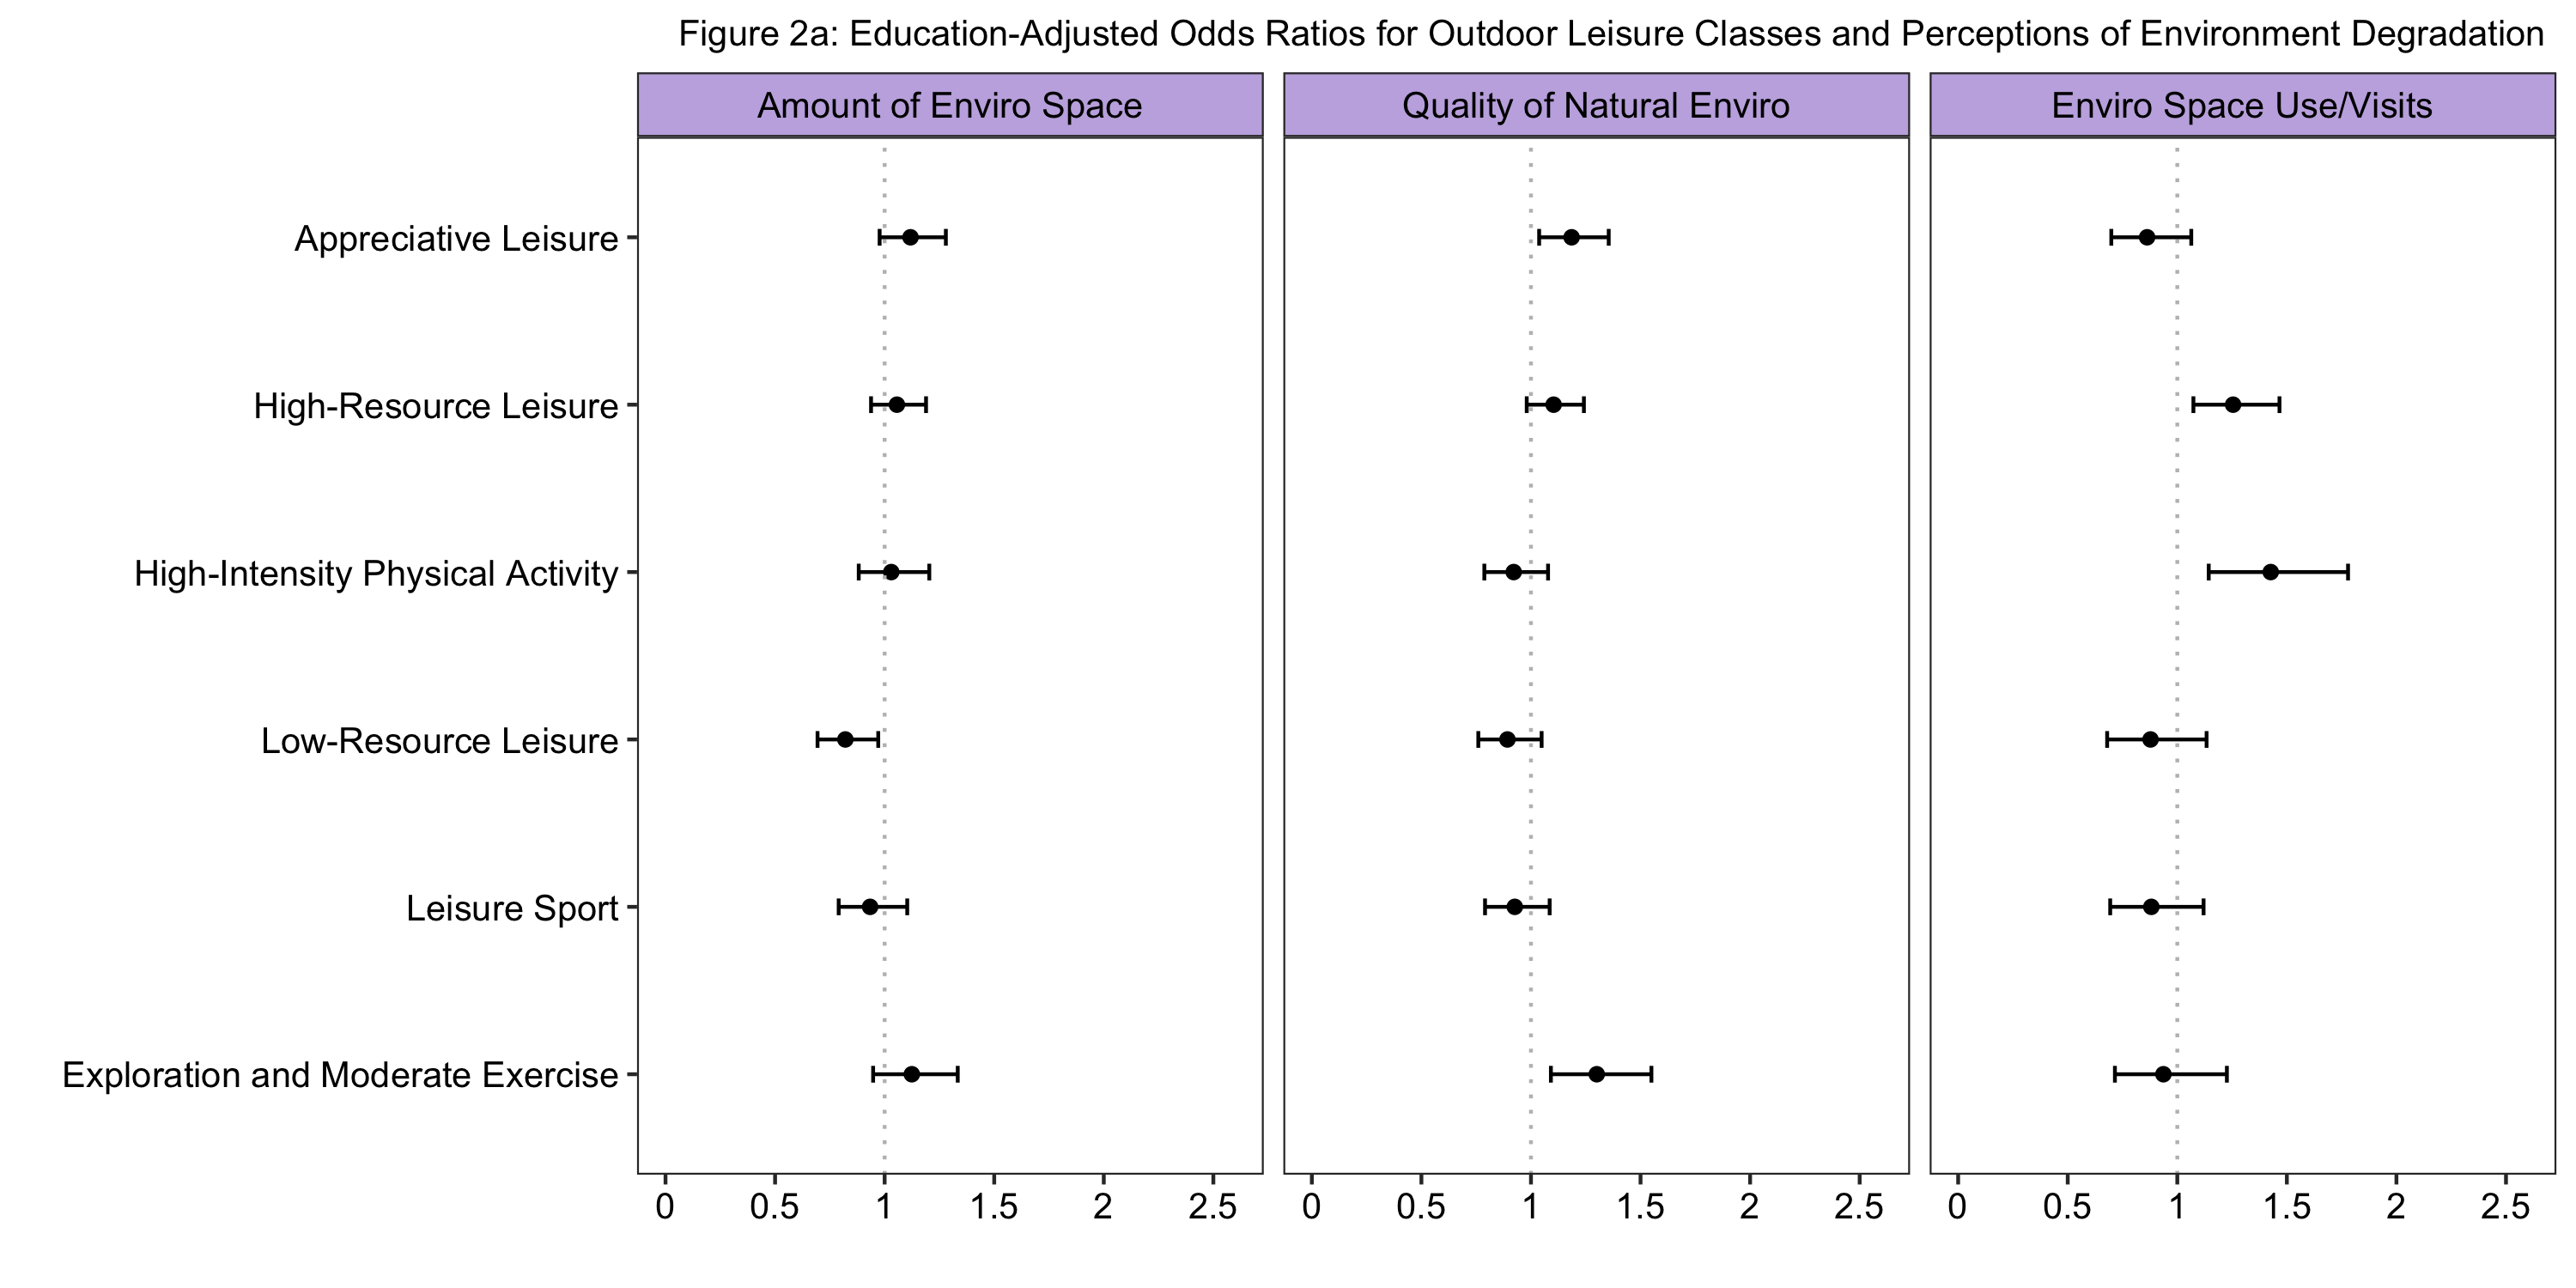 Figure 2a: Education-Adjusted Odds Ratios for Outdoor Leisure Classes and Perceptions of Environment Degradation
Amount of Enviro Space
Quality of Natural Enviro
Enviro Space Use/Visits
Appreciative Leisure
High-Resource Leisure
High-Intensity Physical Activity
Low-Resource Leisure
Leisure Sport
Exploration and Moderate Exercise
0 0.5 1 1.5 2 2.5
0 0.5 1 1.5 2 2.5
0 0.5 1 1.5 2 2.5